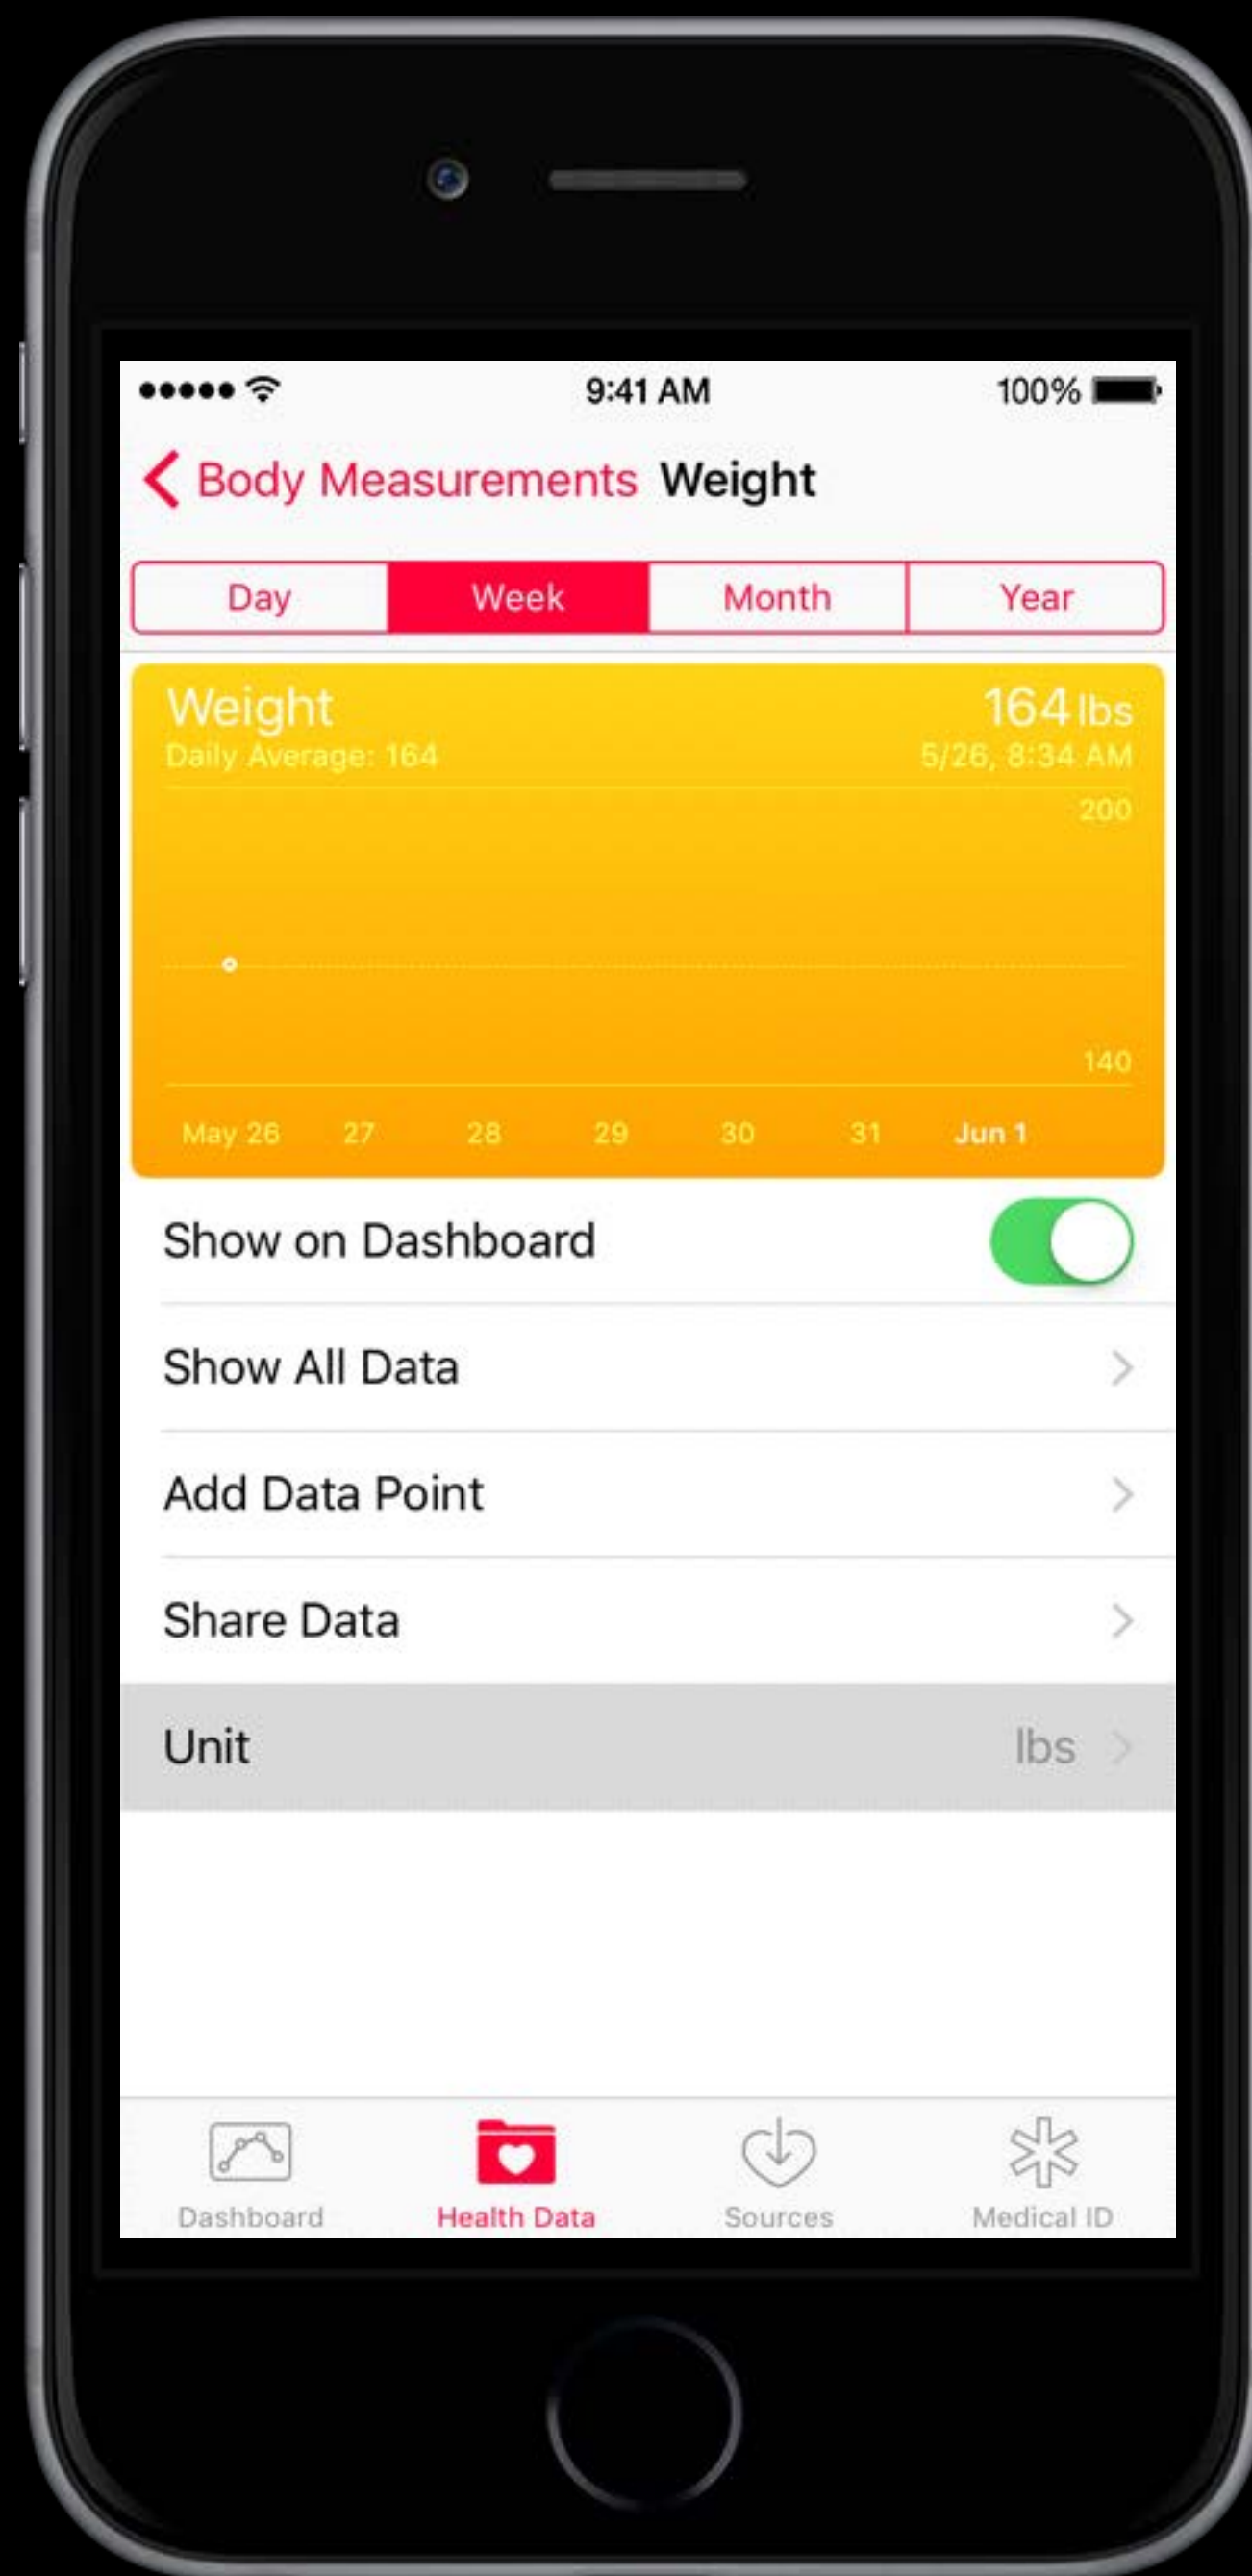 9:41 AM 100%
Body Measurements Weight
Day Week Month Year
Weight 164 lbs
Daily Average: 164 5/26, 8:34 AM
200
140
May 26 27 28 29 30 31 Jun 1
Show on Dashboard
Show All Data
Add Data Point
Share Data
Unit lbs
Dashboard Health Data Sources Medical ID